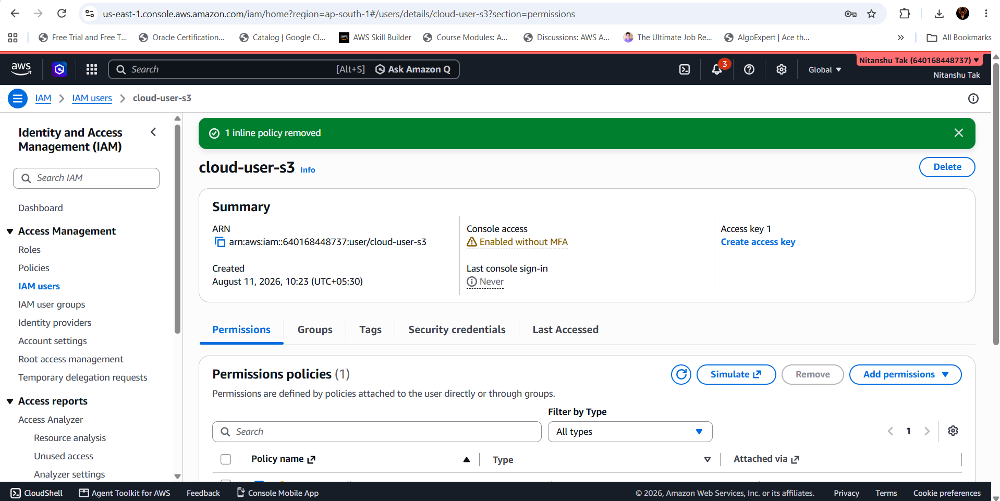 us-east-1.console.aws.amazon.com/iam/home?region=ap-south-1#/users/details/cloud-user-s3?section=permissions
Free Trial and Free T...
Oracle Certification...
Catalog | Google Cl...
AWS Skill Builder
Course Modules: A...
Discussions: AWS A...
The Ultimate Job Re...
AlgoExpert | Ace th...
All Bookmarks
aws
Search
[Alt+S]
Ask Amazon Q
3
Global
Nitanshu Tak (640168448737)
Nitanshu Tak
IAM
IAM users
cloud-user-s3
Identity and Access
Management (IAM)
Search IAM
Dashboard
Access Management
Roles
Policies
IAM users
IAM user groups
Identity providers
Account settings
Root access management
Temporary delegation requests
Access reports
Access Analyzer
Resource analysis
Unused access
Analyzer settings
1 inline policy removed
cloud-user-s3 Info
Delete
Summary
ARN
arn:aws:iam::640168448737:user/cloud-user-s3
Created
August 11, 2026, 10:23 (UTC+05:30)
Console access
Enabled without MFA
Last console sign-in
Never
Access key 1
Create access key
Permissions
Groups
Tags
Security credentials
Last Accessed
Permissions policies (1)
Simulate
Remove
Add permissions
Permissions are defined by policies attached to the user directly or through groups.
Filter by Type
Search
All types
1
Policy name
Type
Attached via
CloudShell
Agent Toolkit for AWS
Feedback
Console Mobile App
© 2026, Amazon Web Services, Inc. or its affiliates.
Privacy
Terms
Cookie preferences